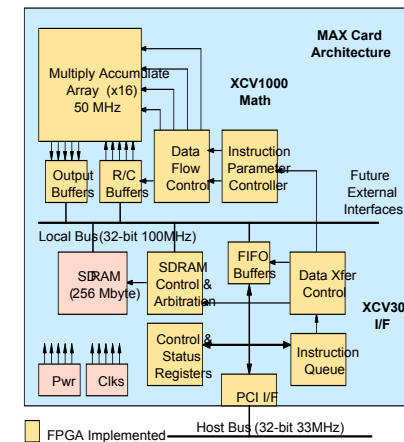 MAX Card
Architecture
Multiply Accumulate
Array (x16)
50 MHz
XCV1000
Math
Data
Flow
Control
Instruction
Parameter
Controller
Output
Buffers
R/C
Buffers
Future
External
Interfaces
Local Bus(32-bit 100MHz)
SDRAM
(256 Mbyte)
SDRAM
Control &
Arbitration
FIFO
Buffers
Data Xfer
Control
XCV30
I/F
Control &
Status
Registers
Instruction
Queue
Pwr
Clks
PCI I/F
Host Bus (32-bit 33MHz)
FPGA Implemented